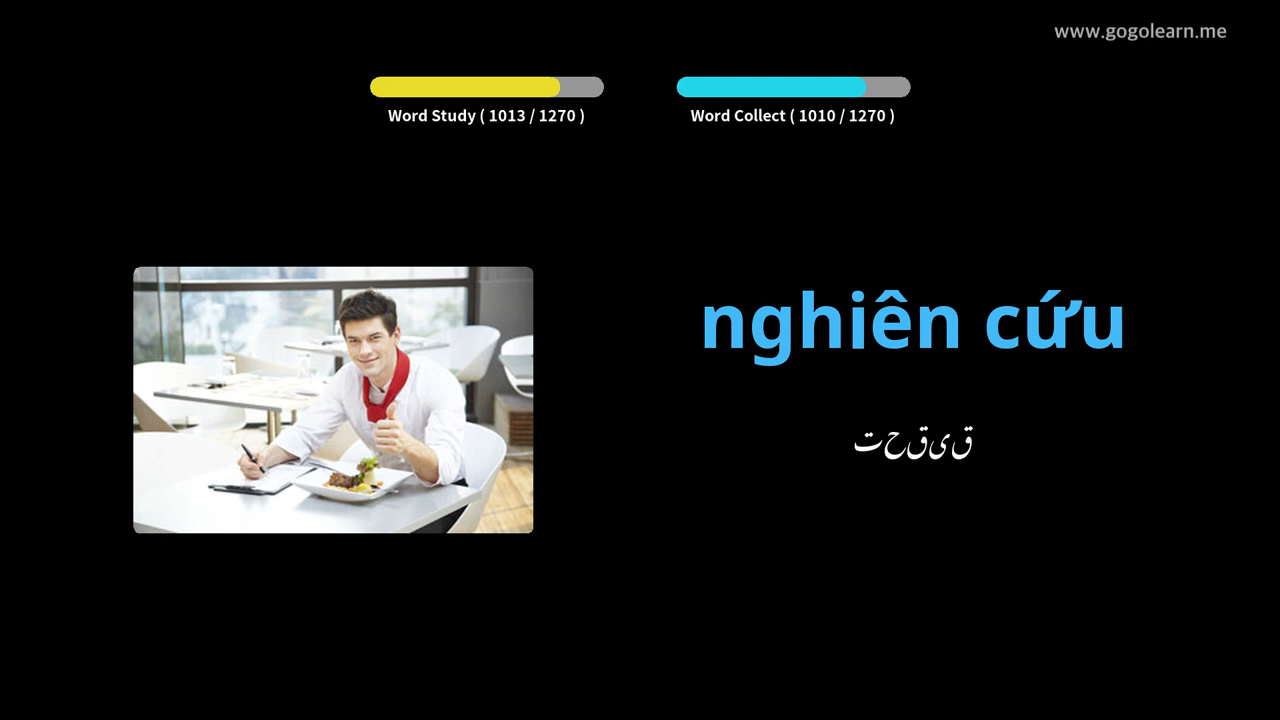 www.gogolearn.me
Word Study ( 1013 / 1270 )
Word Collect ( 1010 / 1270 )
nghiên cứu
تحقیق